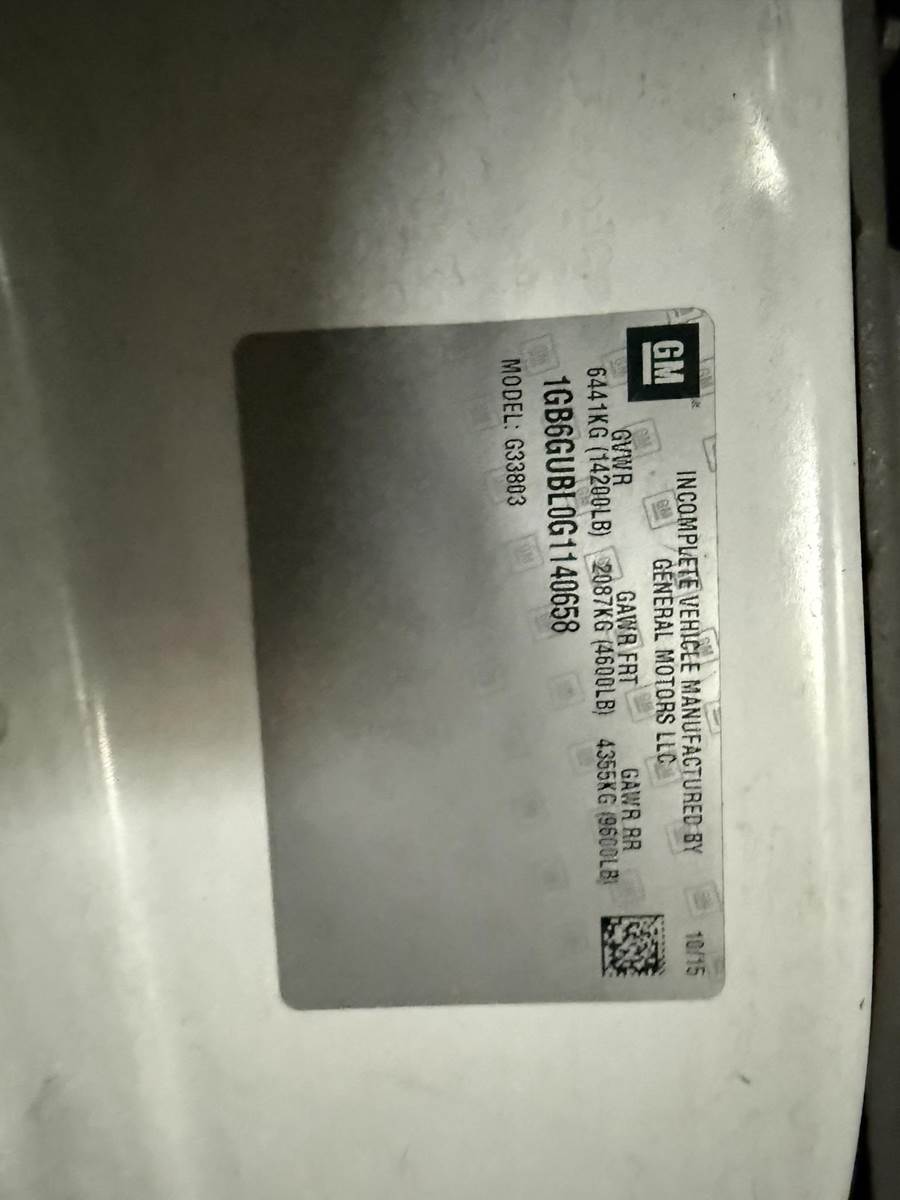 GM
INCOMPLETE VEHICLE MANUFACTURED BY 10/15
GENERAL MOTORS LLC
GVWR GAWR FRT GAWR RR
6441KG (14200LB) 2087KG (4600LB) 4355KG (9600LB)
1GB6GUBL0G1140658
MODEL: G33803